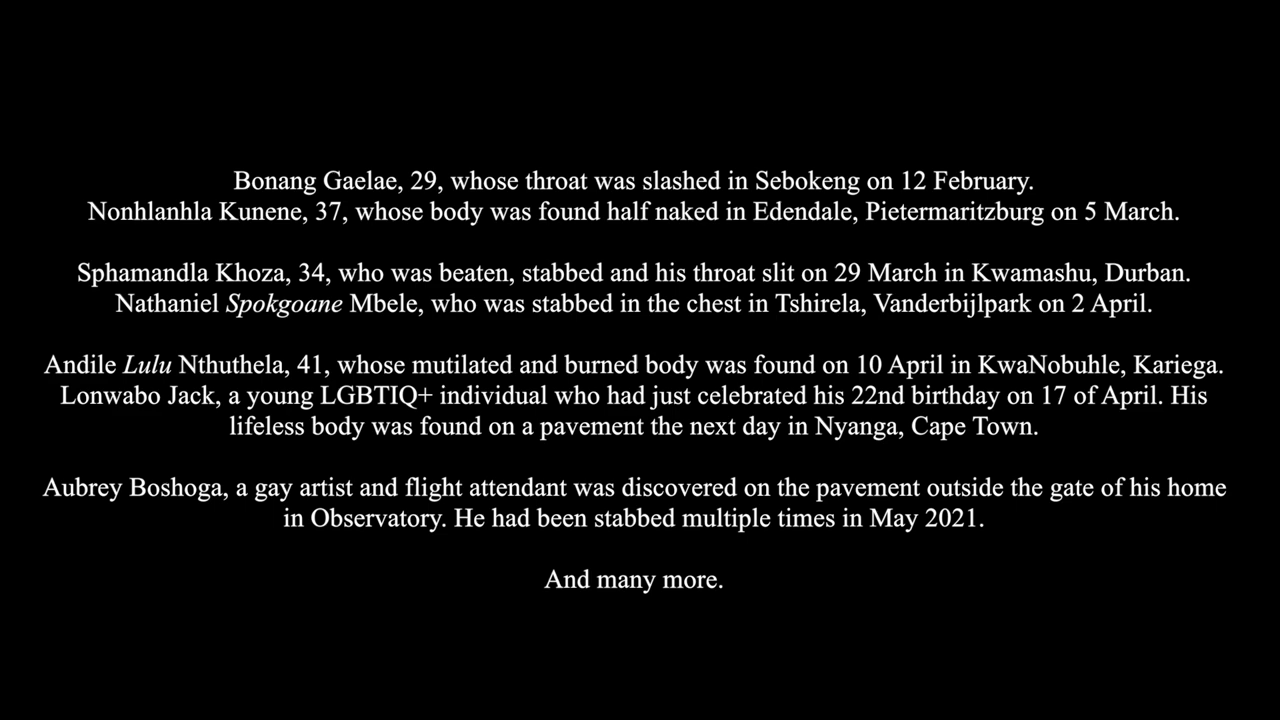 Bonang Gaelae, 29, whose throat was slashed in Sebokeng on 12 February.
Nonhlanhla Kunene, 37, whose body was found half naked in Edendale, Pietermaritzburg on 5 March.
Sphamandla Khoza, 34, who was beaten, stabbed and his throat slit on 29 March in Kwamashu, Durban.
Nathaniel Spokgoane Mbele, who was stabbed in the chest in Tshirela, Vanderbijlpark on 2 April.
Andile Lulu Nthuthela, 41, whose mutilated and burned body was found on 10 April in KwaNobuhle, Kariega.
Lonwabo Jack, a young LGBTIQ+ individual who had just celebrated his 22nd birthday on 17 of April. His
lifeless body was found on a pavement the next day in Nyanga, Cape Town.
Aubrey Boshoga, a gay artist and flight attendant was discovered on the pavement outside the gate of his home
in Observatory. He had been stabbed multiple times in May 2021.
And many more.